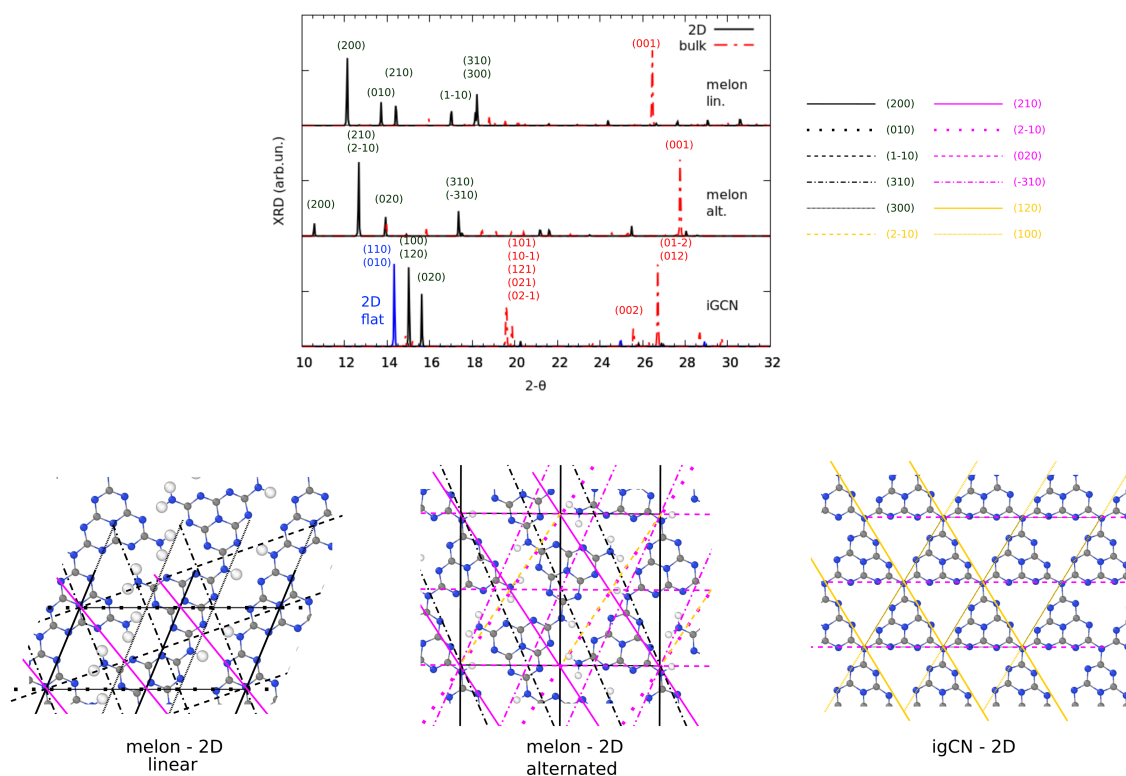 2D
bulk
(200)
(010)
(210)
(1-10)
(310)
(300)
(001)
melon
lin.
(210)
(2-10)
(200)
(020)
(310)
(-310)
(001)
melon
alt.
(110)
(010)
(100)
(120)
(020)
2D
flat
(101)
(10-1)
(121)
(021)
(02-1)
(002)
(01-2)
(012)
iGCN
XRD (arb.un.)
10 12 14 16 18 20 22 24 26 28 30 32
2-θ
(200) (210)
(010) (2-10)
(1-10) (020)
(310) (-310)
(300) (120)
(2-10) (100)
melon - 2D
linear
melon - 2D
alternated
igCN - 2D